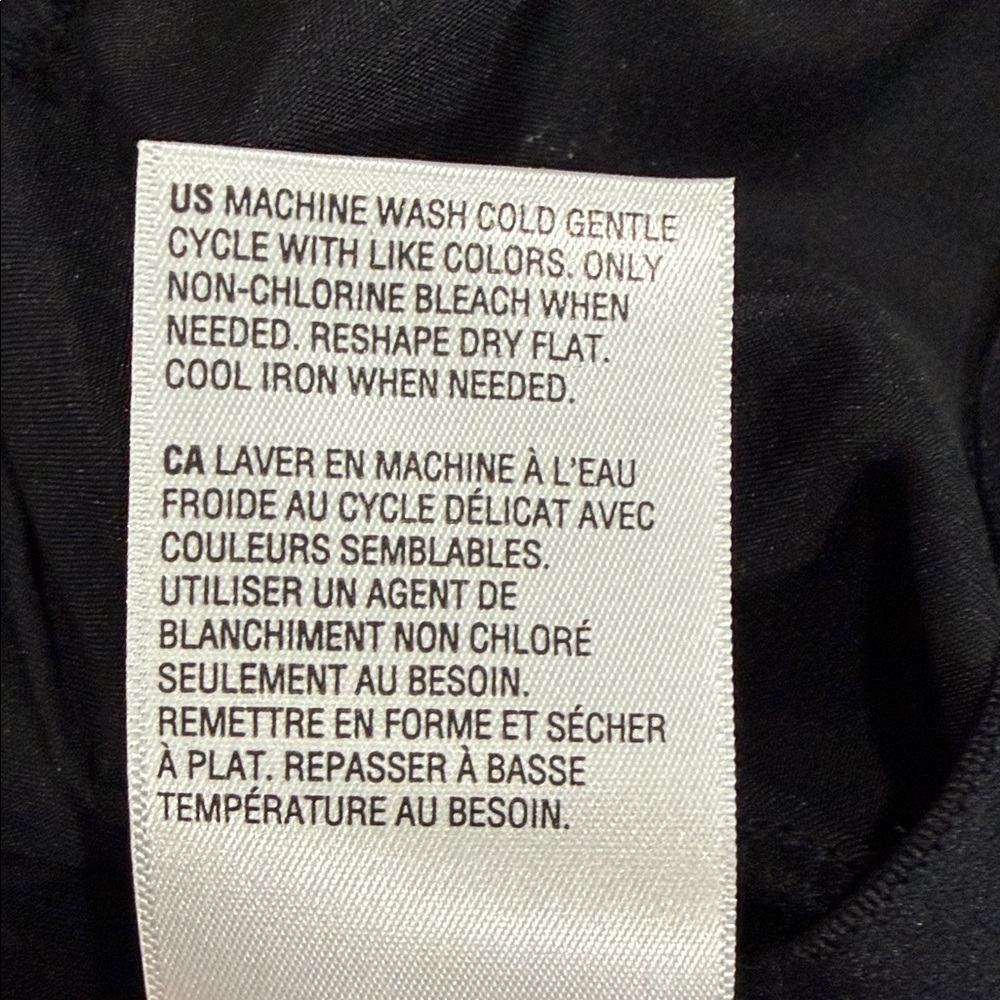 US MACHINE WASH COLD GENTLE
CYCLE WITH LIKE COLORS. ONLY
NON-CHLORINE BLEACH WHEN
NEEDED. RESHAPE DRY FLAT.
COOL IRON WHEN NEEDED.
CA LAVER EN MACHINE À L'EAU
FROIDE AU CYCLE DÉLICAT AVEC
COULEURS SEMBLABLES.
UTILISER UN AGENT DE
BLANCHIMENT NON CHLORÉ
SEULEMENT AU BESOIN.
REMETTRE EN FORME ET SÉCHER
À PLAT. REPASSER À BASSE
TEMPÉRATURE AU BESOIN.